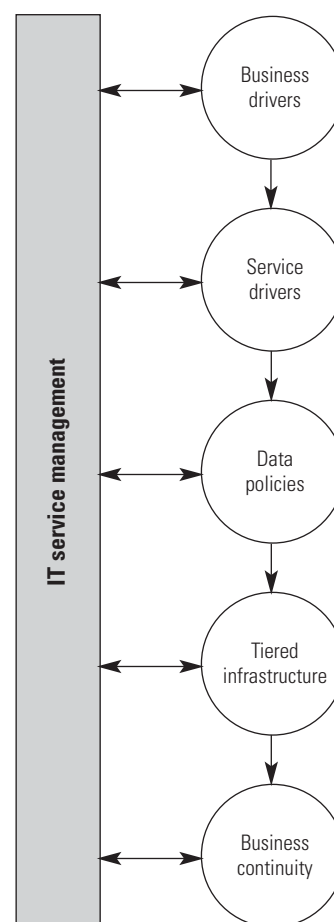 IT service management
Business
drivers
Service
drivers
Data
policies
Tiered
infrastructure
Business
continuity